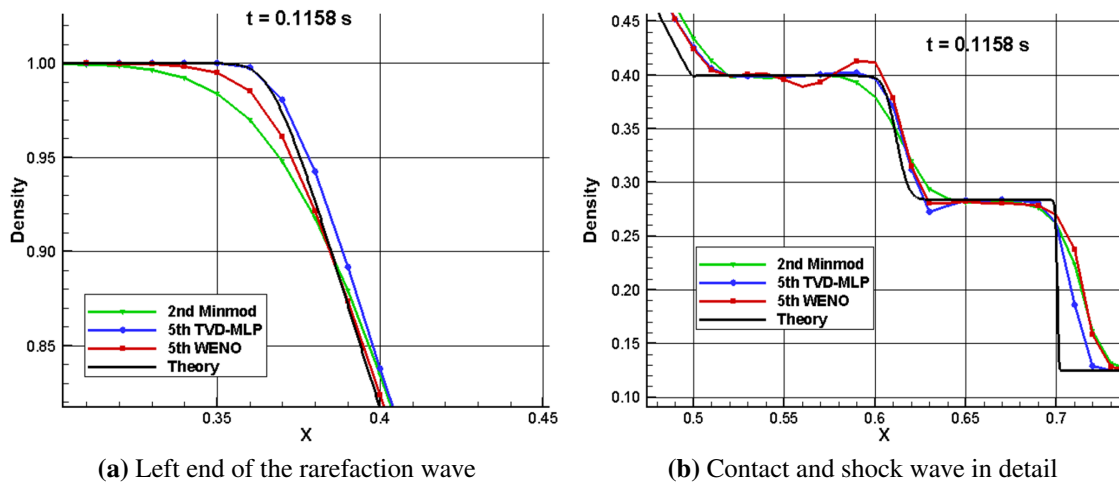 t = 0.1158 s
1.00
0.95
0.90
0.85
Density
2nd Minmod
5th TVD-MLP
5th WENO
Theory
0.35
0.4
0.45
X
(a) Left end of the rarefaction wave
t = 0.1158 s
0.45
0.40
0.35
0.30
0.25
0.20
0.15
0.10
Density
2nd Minmod
5th TVD-MLP
5th WENO
Theory
0.5
0.55
0.6
0.65
0.7
X
(b) Contact and shock wave in detail